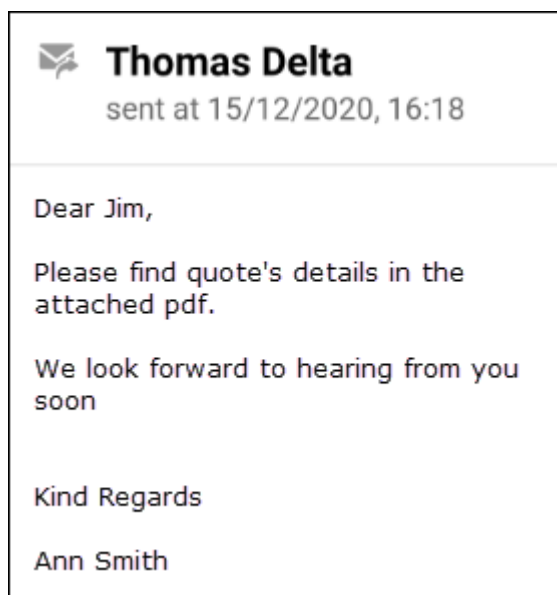 Thomas Delta
sent at 15/12/2020, 16:18
Dear Jim,
Please find quote's details in the
attached pdf.
We look forward to hearing from you
soon
Kind Regards
Ann Smith